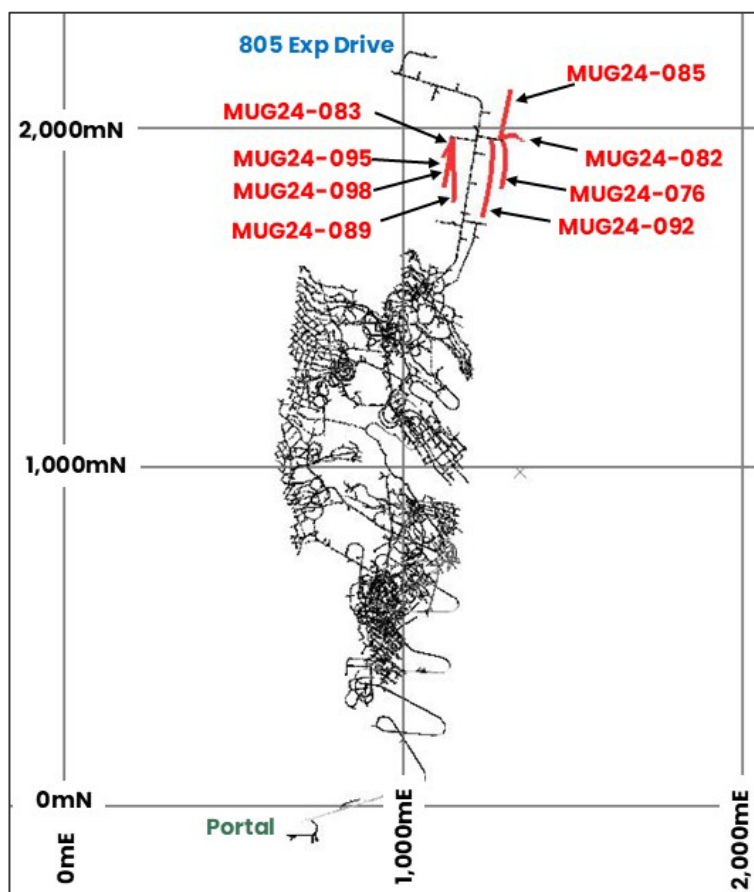 805 Exp Drive
MUG24-085
MUG24-083
2,000mN
MUG24-082
MUG24-095
MUG24-098
MUG24-076
MUG24-089
MUG24-092
1,000mN
0mN
Portal
0mE
1,000mE
2,000mE